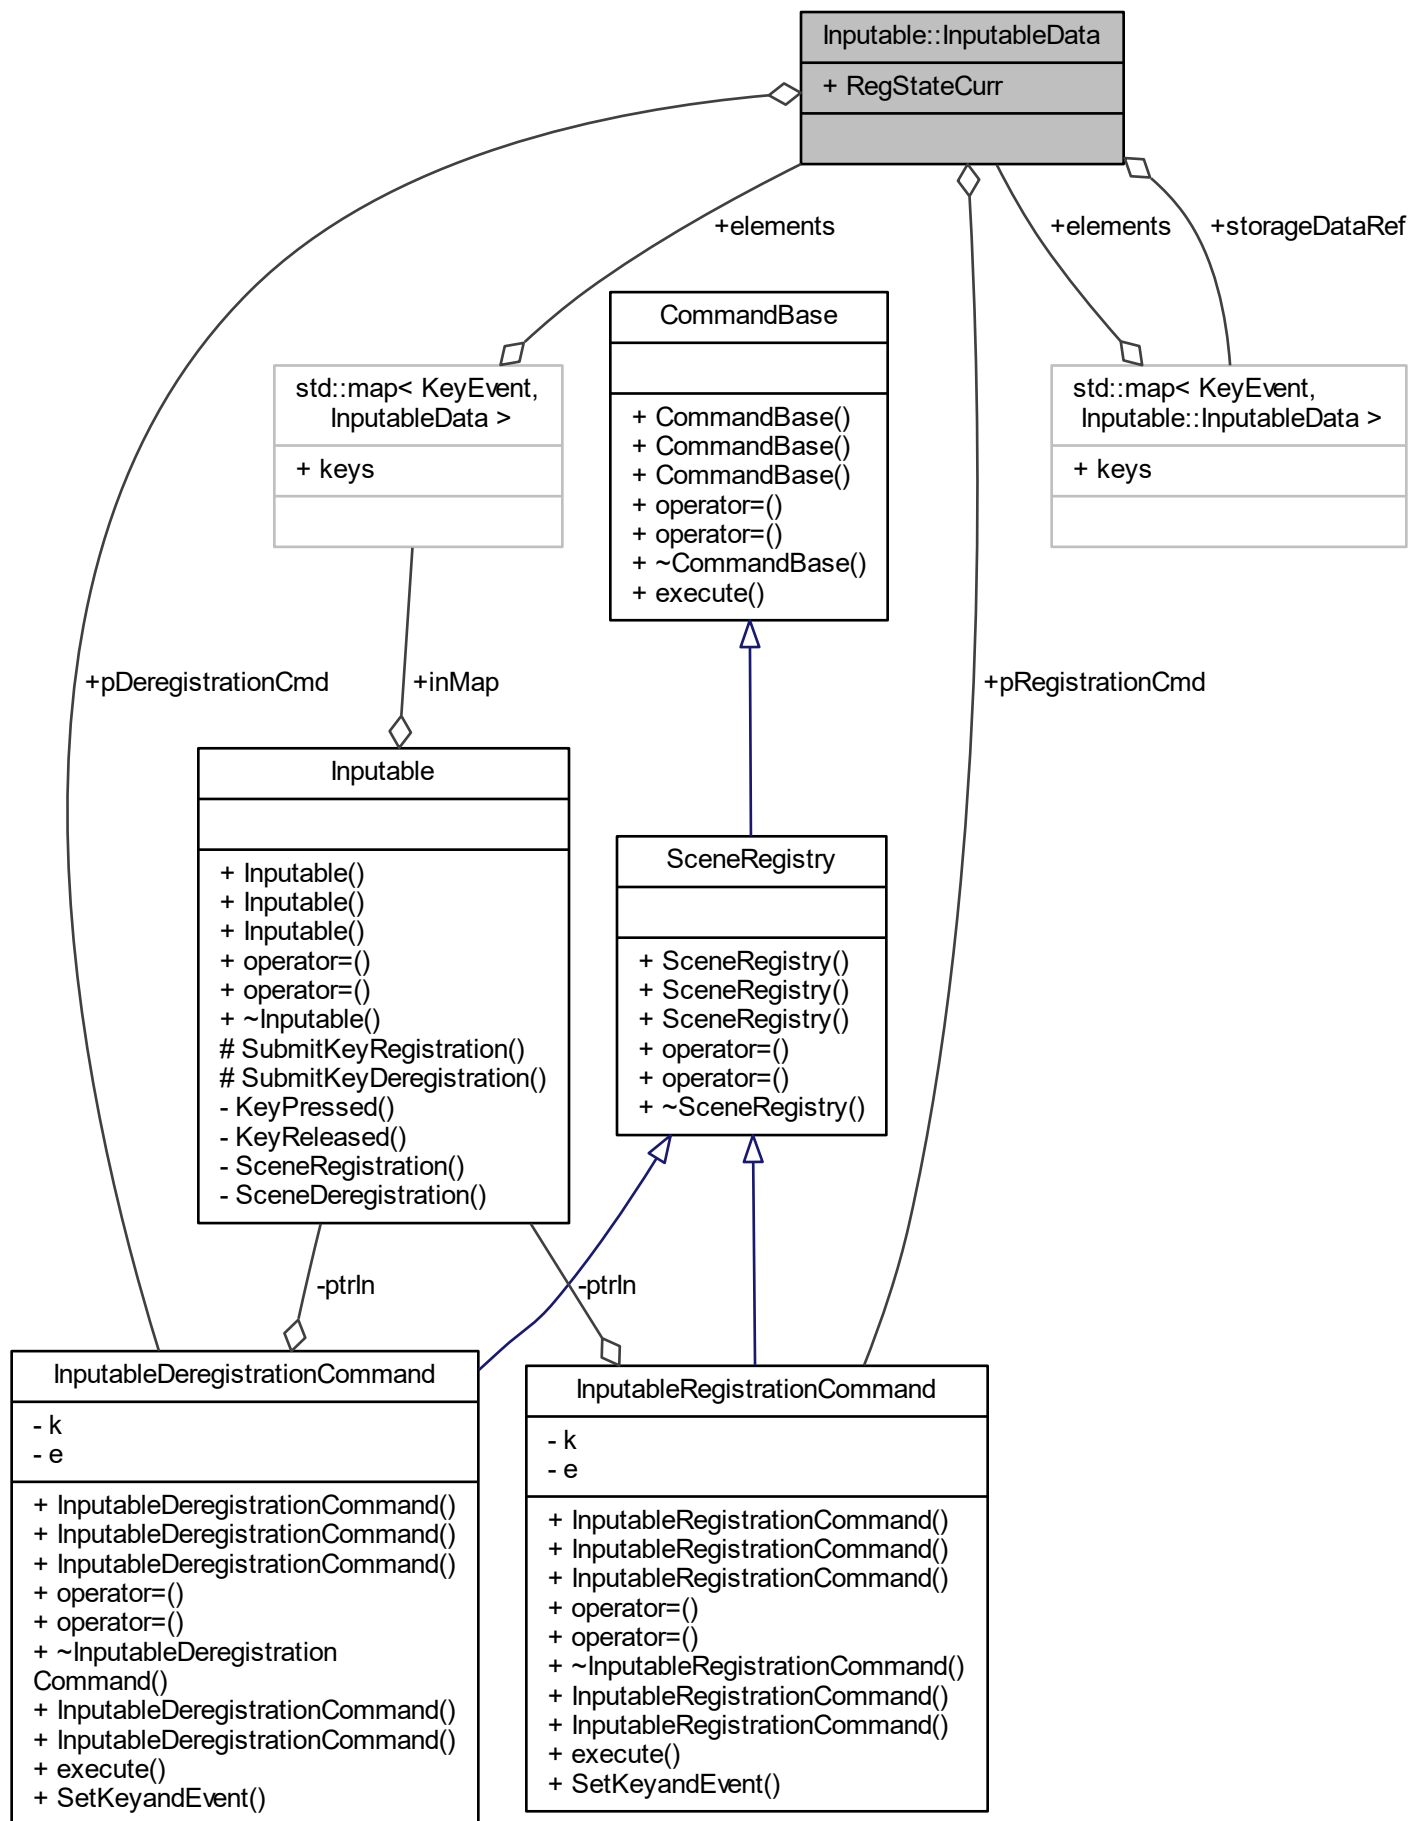 Inputable::InputableData
+ RegStateCurr
+elements
+elements
+storageDataRef
CommandBase
+ CommandBase()
+ CommandBase()
+ CommandBase()
+ operator=()
+ operator=()
+ ~CommandBase()
+ execute()
std::map< KeyEvent,
InputableData >
+ keys
std::map< KeyEvent,
Inputable::InputableData >
+ keys
+pDeregistrationCmd
+inMap
+pRegistrationCmd
Inputable
+ Inputable()
+ Inputable()
+ Inputable()
+ operator=()
+ operator=()
+ ~Inputable()
# SubmitKeyRegistration()
# SubmitKeyDeregistration()
- KeyPressed()
- KeyReleased()
- SceneRegistration()
- SceneDeregistration()
SceneRegistry
+ SceneRegistry()
+ SceneRegistry()
+ SceneRegistry()
+ operator=()
+ operator=()
+ ~SceneRegistry()
-ptrIn
-ptrIn
InputableDeregistrationCommand
- k
- e
+ InputableDeregistrationCommand()
+ InputableDeregistrationCommand()
+ InputableDeregistrationCommand()
+ operator=()
+ operator=()
+ ~InputableDeregistration
Command()
+ InputableDeregistrationCommand()
+ InputableDeregistrationCommand()
+ execute()
+ SetKeyandEvent()
InputableRegistrationCommand
- k
- e
+ InputableRegistrationCommand()
+ InputableRegistrationCommand()
+ InputableRegistrationCommand()
+ operator=()
+ operator=()
+ ~InputableRegistrationCommand()
+ InputableRegistrationCommand()
+ InputableRegistrationCommand()
+ execute()
+ SetKeyandEvent()